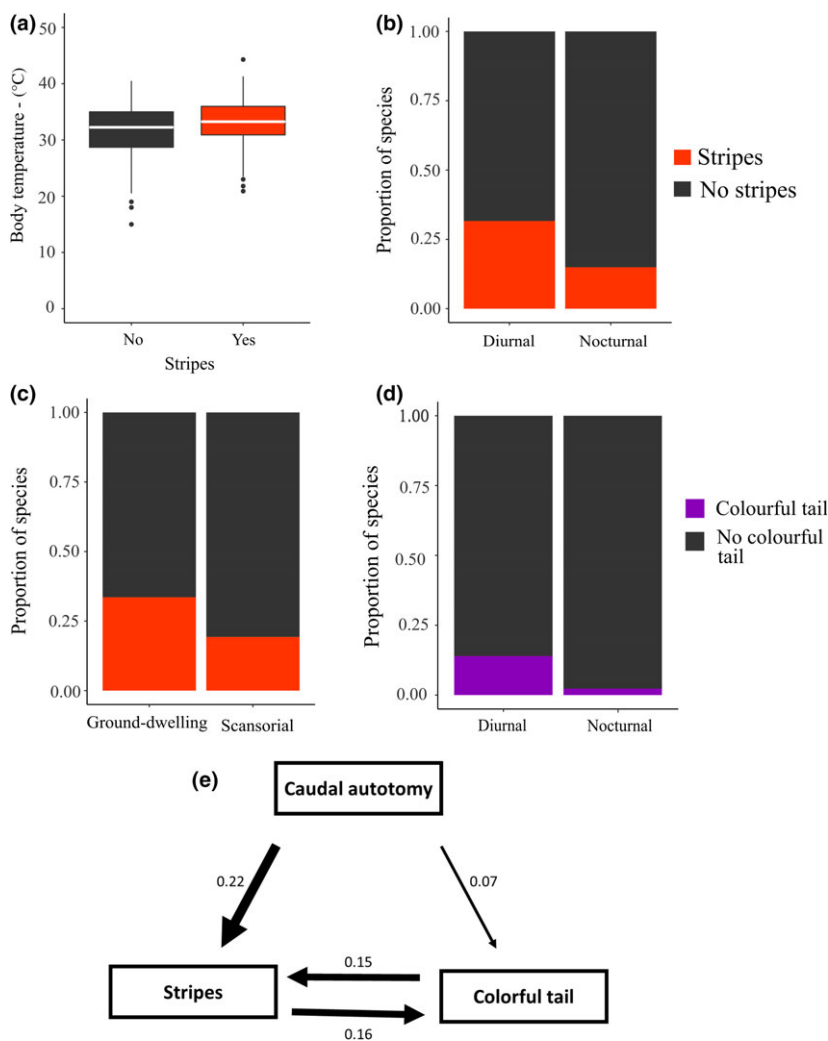 (a)
Body temperature - (°C)
50
40
30
20
10
0
No
Yes
Stripes
(b)
Proportion of species
1.00
0.75
0.50
0.25
0.00
Diurnal
Nocturnal
Stripes
No stripes
(c)
Proportion of species
1.00
0.75
0.50
0.25
0.00
Ground-dwelling
Scansorial
(d)
Proportion of species
1.00
0.75
0.50
0.25
0.00
Diurnal
Nocturnal
Colourful tail
No colourful
tail
(e)
Caudal autotomy
0.22
0.07
Stripes
0.15
0.16
Colorful tail